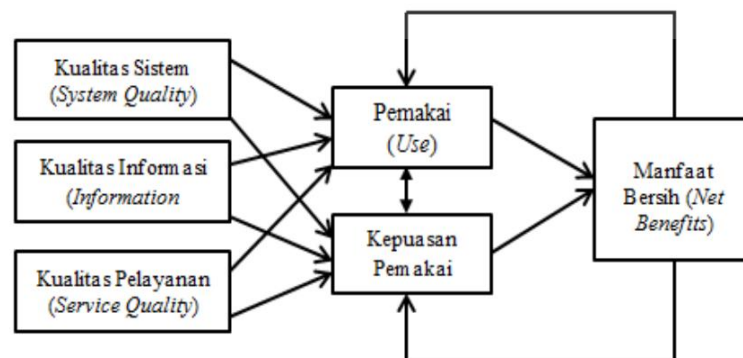 Kualitas Sistem
(System Quality)
Kualitas Informasi
(Information
Kualitas Pelayanan
(Service Quality)
Pemakai
(Use)
Kepuasan
Pemakai
Manfaat
Bersih (Net
Benefits)